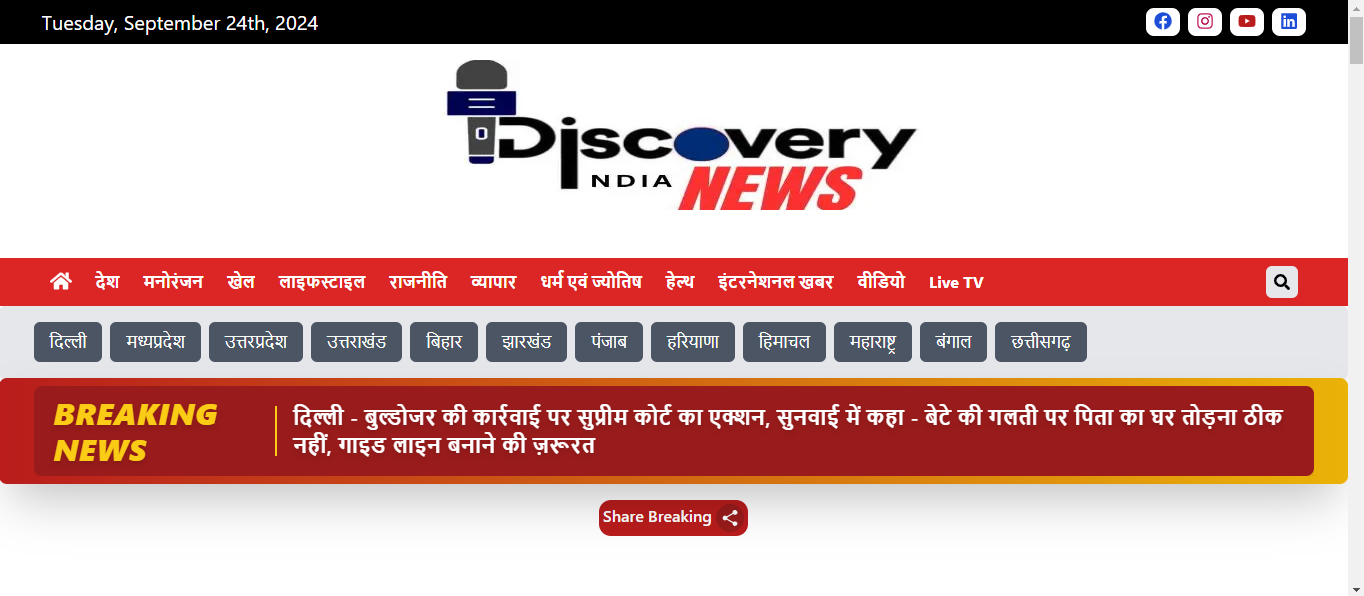 Tuesday, September 24th, 2024
Discovery
INDIA NEWS
देश मनोरंजन खेल लाइफस्टाइल राजनीति व्यापार धर्म एवं ज्योतिष हेल्थ इंटरनेशनल खबर वीडियो Live TV
दिल्ली मध्यप्रदेश उत्तरप्रदेश उत्तराखंड बिहार झारखंड पंजाब हरियाणा हिमाचल महाराष्ट्र बंगाल छत्तीसगढ़
BREAKING
NEWS
दिल्ली - बुल्डोजर की कार्रवाई पर सुप्रीम कोर्ट का एक्शन, सुनवाई में कहा - बेटे की गलती पर पिता का घर तोड़ना ठीक
नहीं, गाइड लाइन बनाने की ज़रूरत
Share Breaking